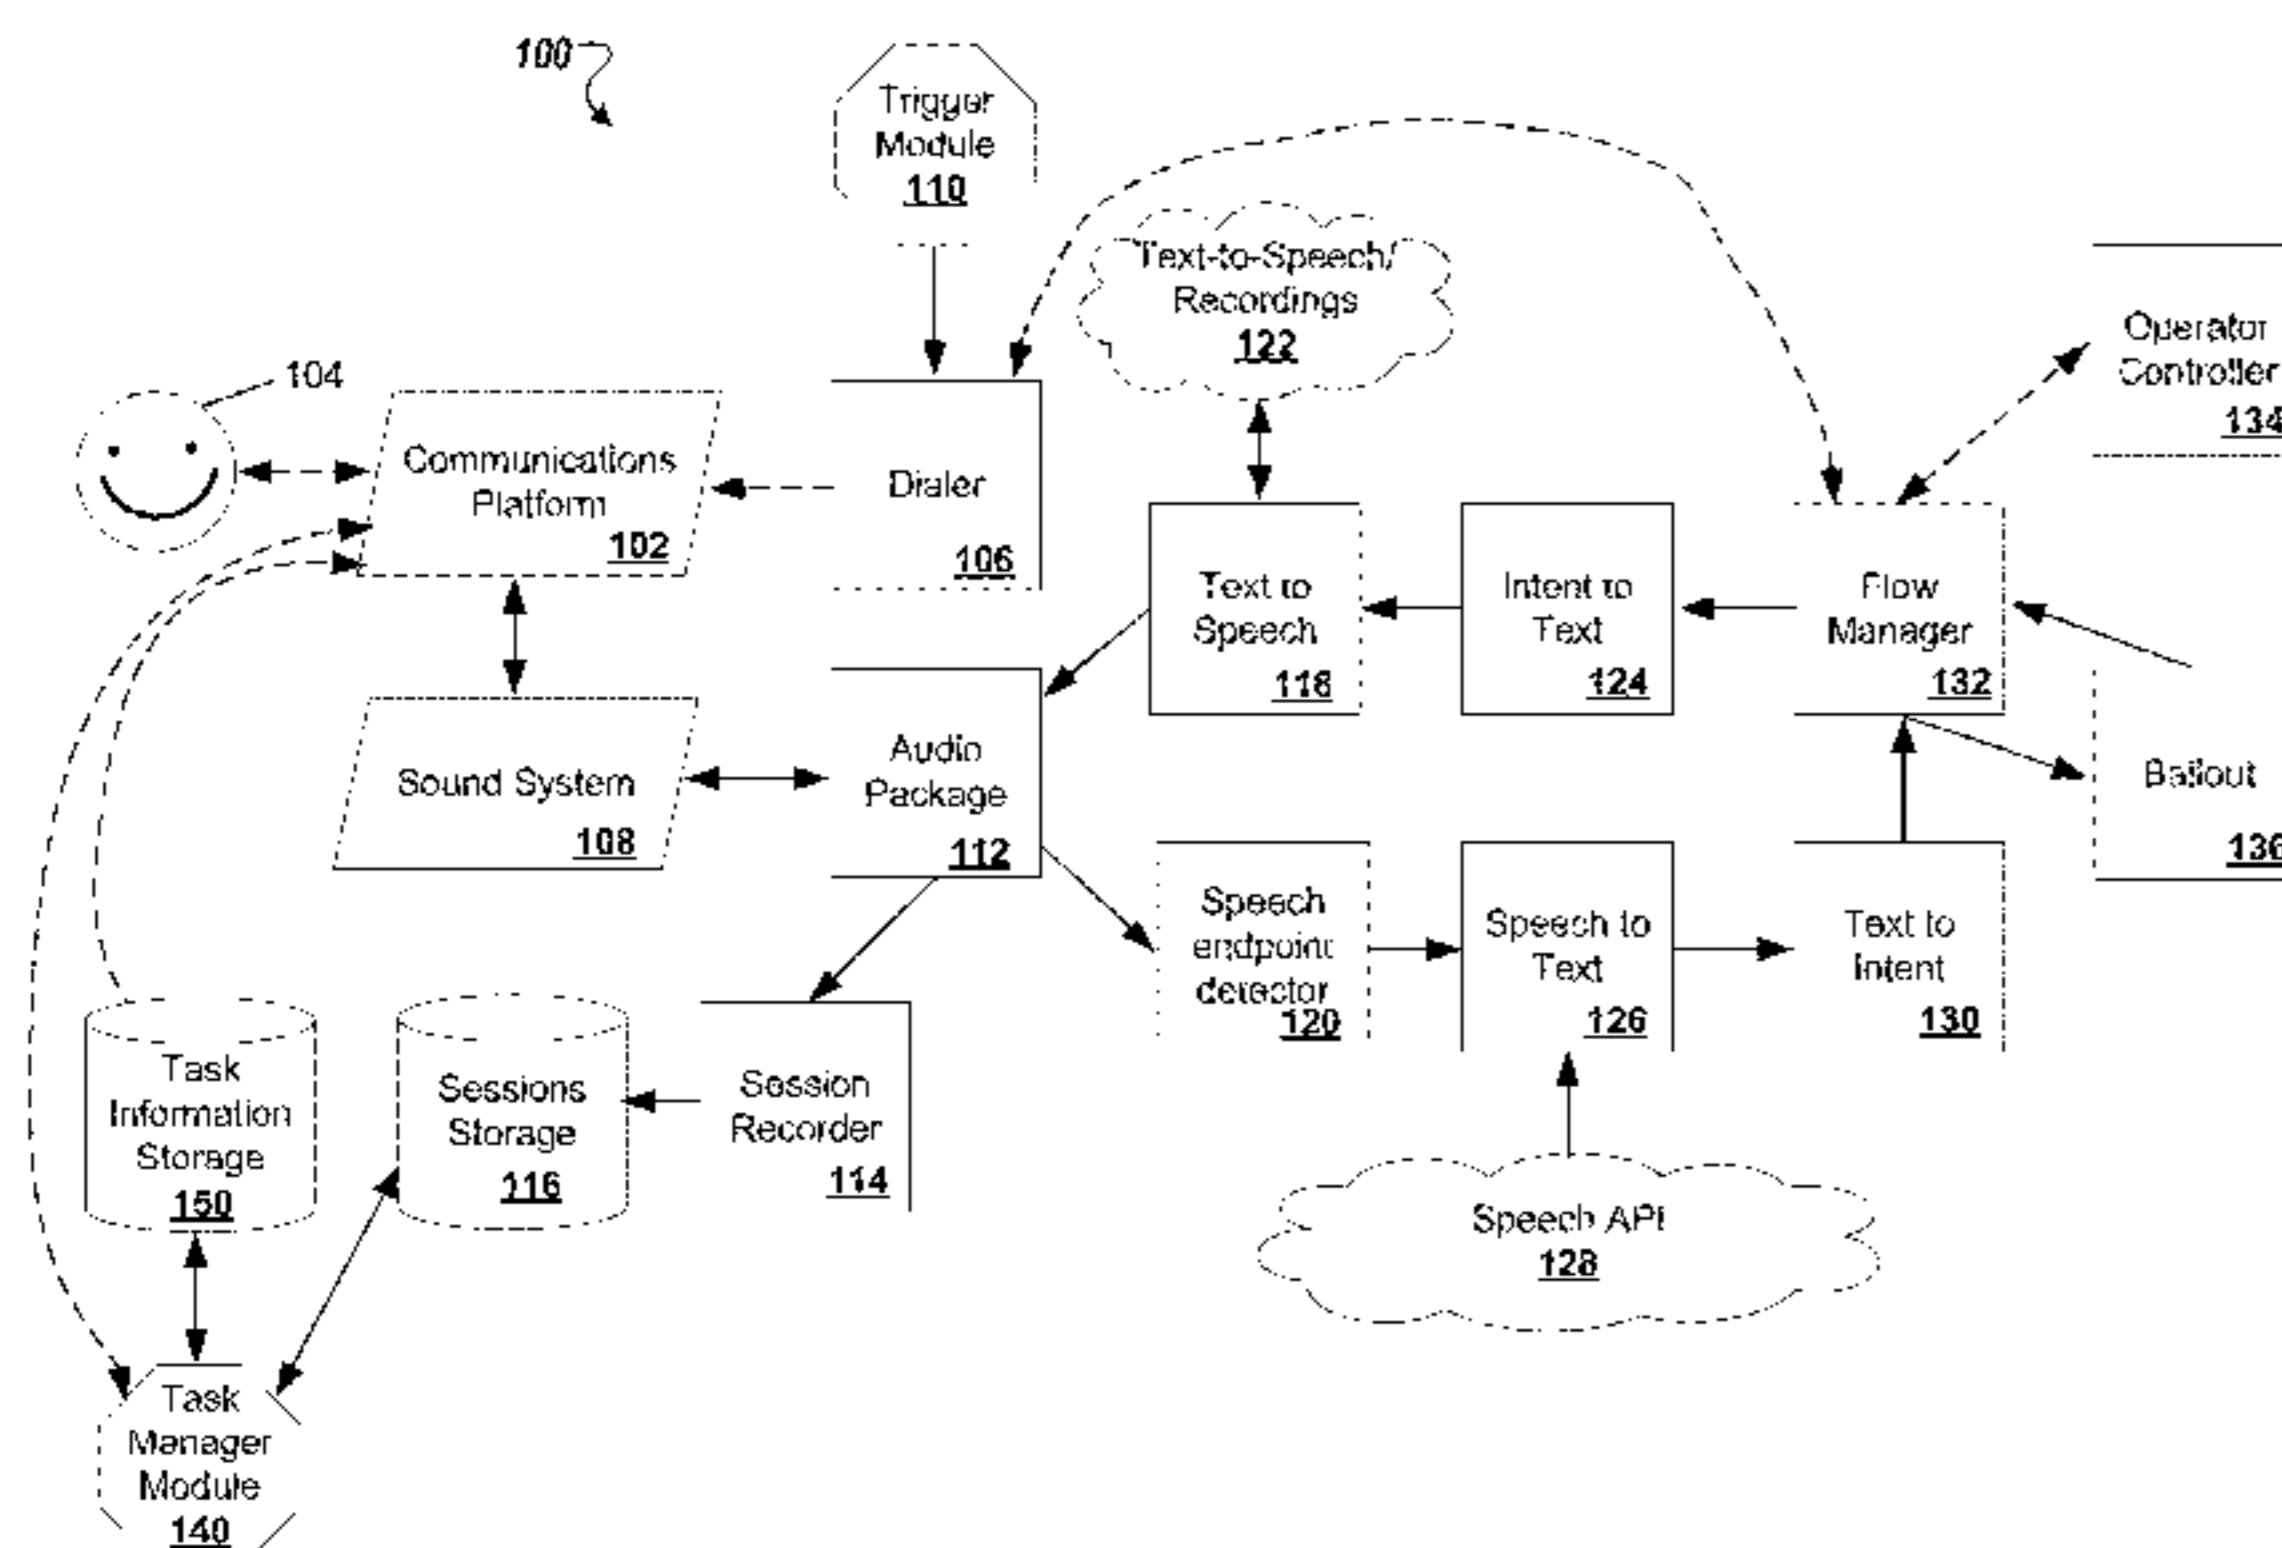 100
Trigger
Module
110
Text-to-Speech/
Recordings
122
Operator
Controller
134
104
Communications
Platform
102
Dialer
106
Text to
Speech
118
Intent to
Text
124
Flow
Manager
132
Sound System
108
Audio
Package
112
Bailout
136
Speech
endpoint
detector
120
Speech to
Text
126
Text to
Intent
130
Task
Information
Storage
150
Sessions
Storage
116
Session
Recorder
114
Speech API
128
Task
Manager
Module
140